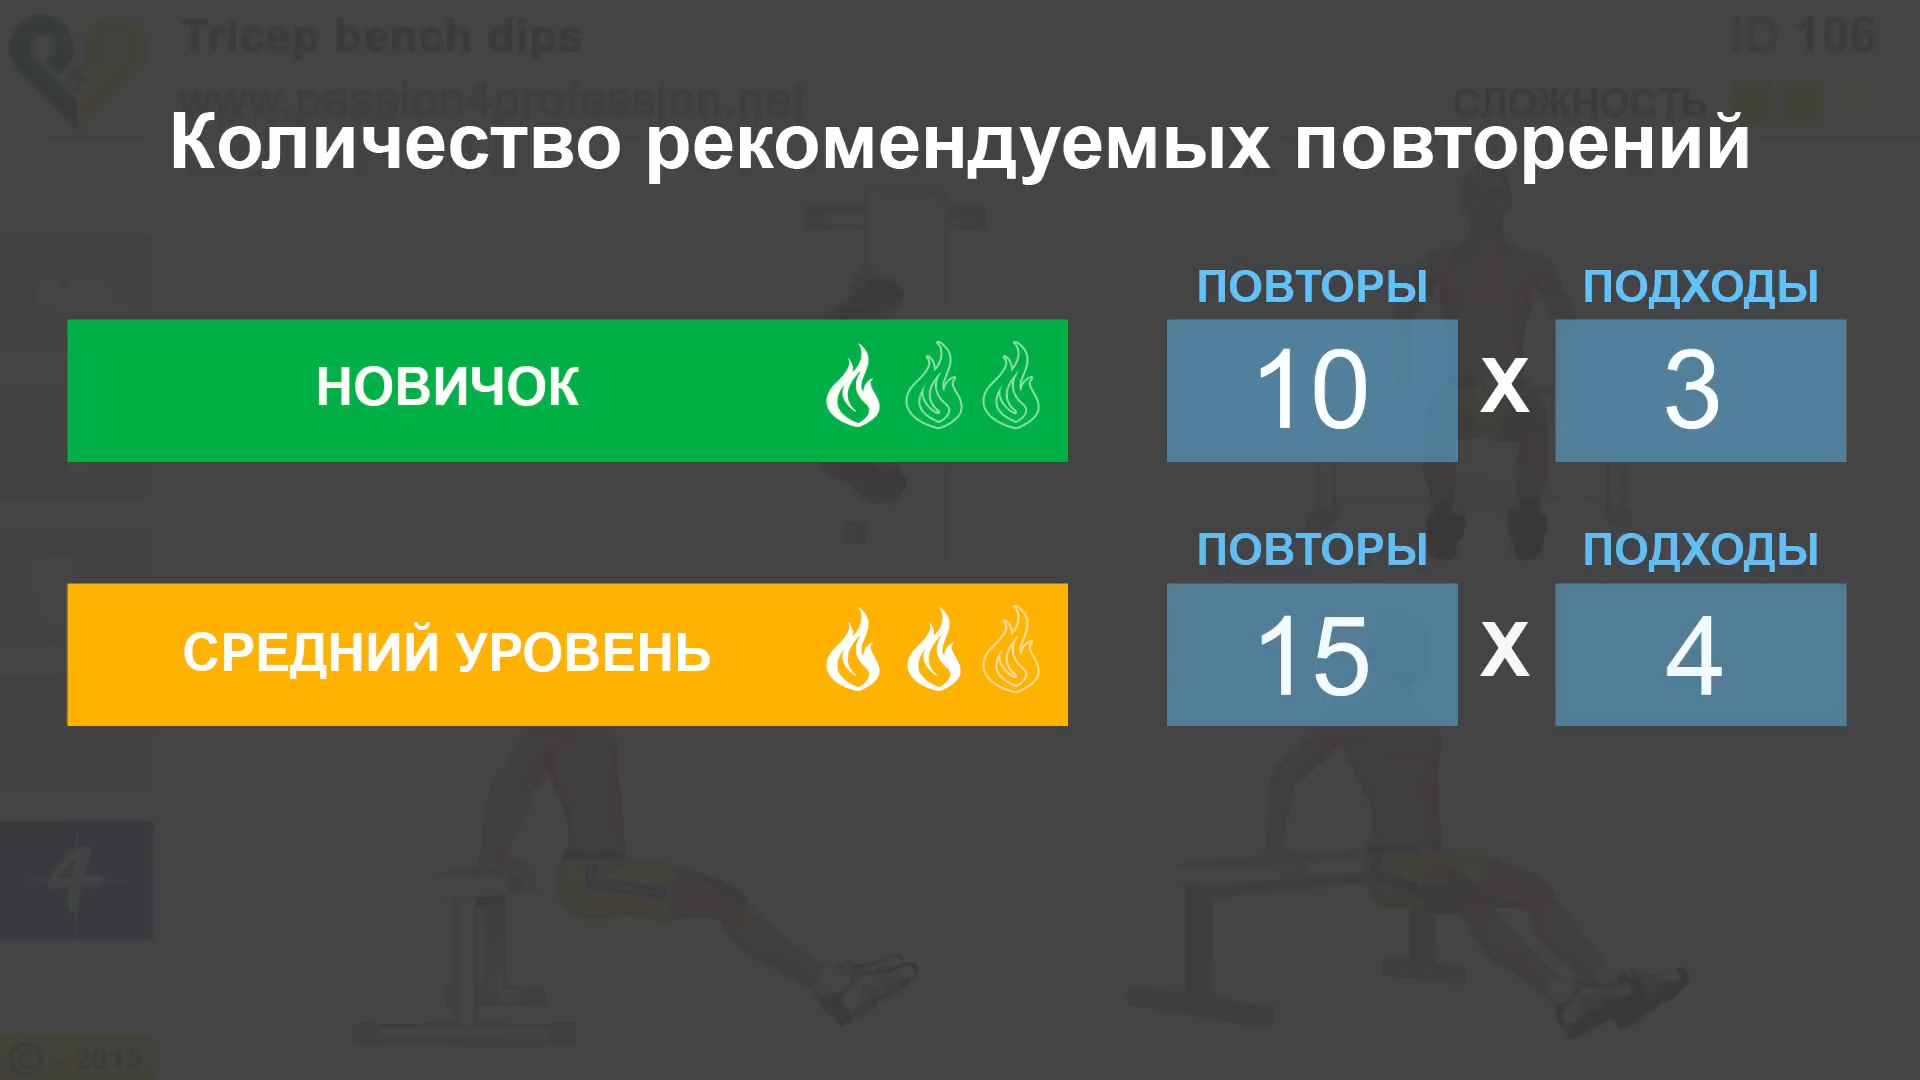 Tricep bench dips
ID 106
www.passion4profession.net
СЛОЖНОСТЬ
Количество рекомендуемых повторений
ПОВТОРЫ ПОДХОДЫ
НОВИЧОК 10 X 3
ПОВТОРЫ ПОДХОДЫ
СРЕДНИЙ УРОВЕНЬ 15 X 4
4
© - 2015